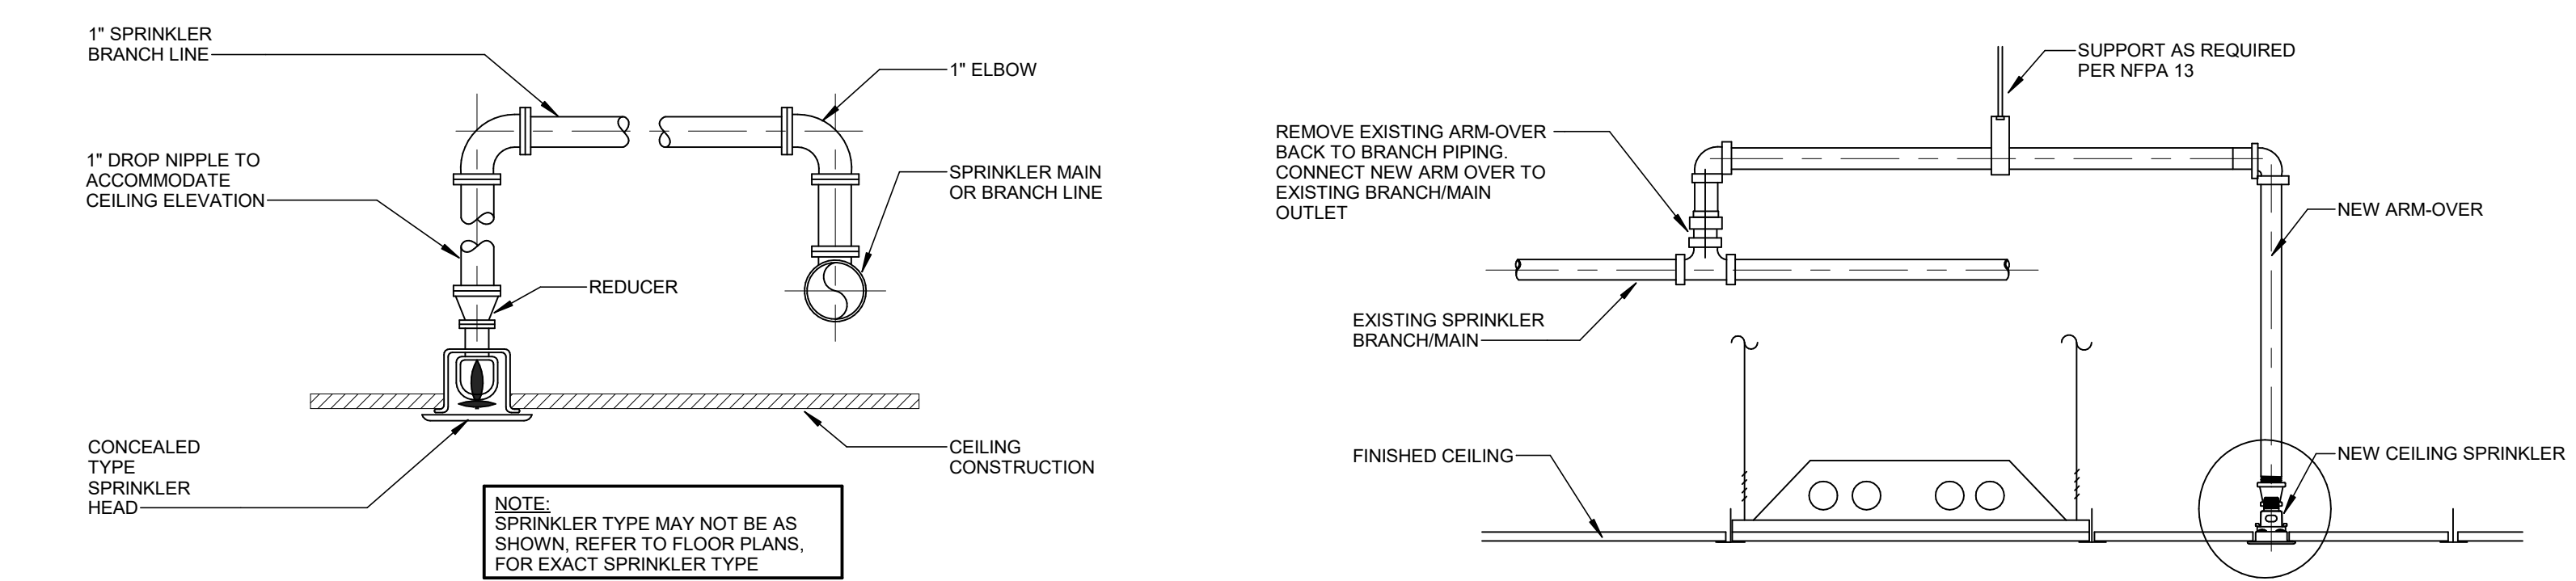 1" SPRINKLER
BRANCH LINE
1" ELBOW
1" DROP NIPPLE TO
ACCOMMODATE
CEILING ELEVATION
SPRINKLER MAIN
OR BRANCH LINE
REDUCER
CONCEALED
TYPE
SPRINKLER
HEAD
CEILING
CONSTRUCTION
NOTE:
SPRINKLER TYPE MAY NOT BE AS
SHOWN, REFER TO FLOOR PLANS,
FOR EXACT SPRINKLER TYPE
SUPPORT AS REQUIRED
PER NFPA 13
REMOVE EXISTING ARM-OVER
BACK TO BRANCH PIPING.
CONNECT NEW ARM OVER TO
EXISTING BRANCH/MAIN
OUTLET
NEW ARM-OVER
EXISTING SPRINKLER
BRANCH/MAIN
FINISHED CEILING
NEW CEILING SPRINKLER